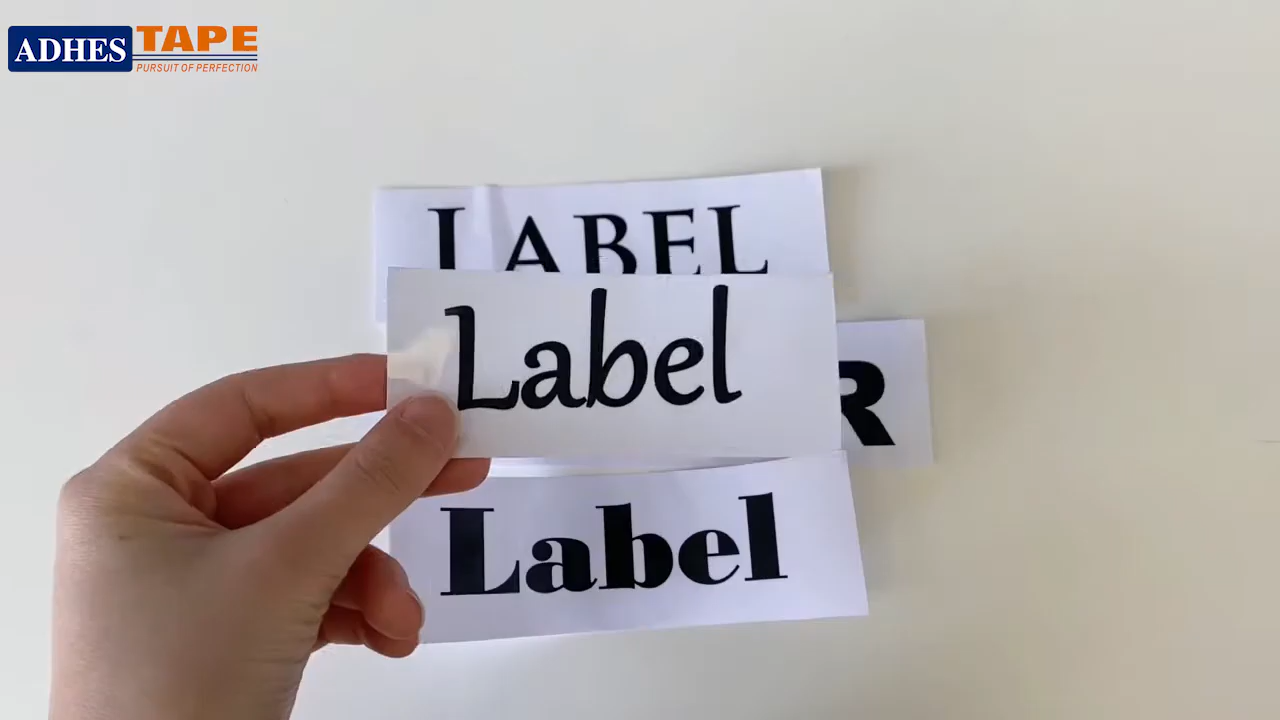 ADHES TAPE
PURSUIT OF PERFECTION
LABEL
Label
R
Label